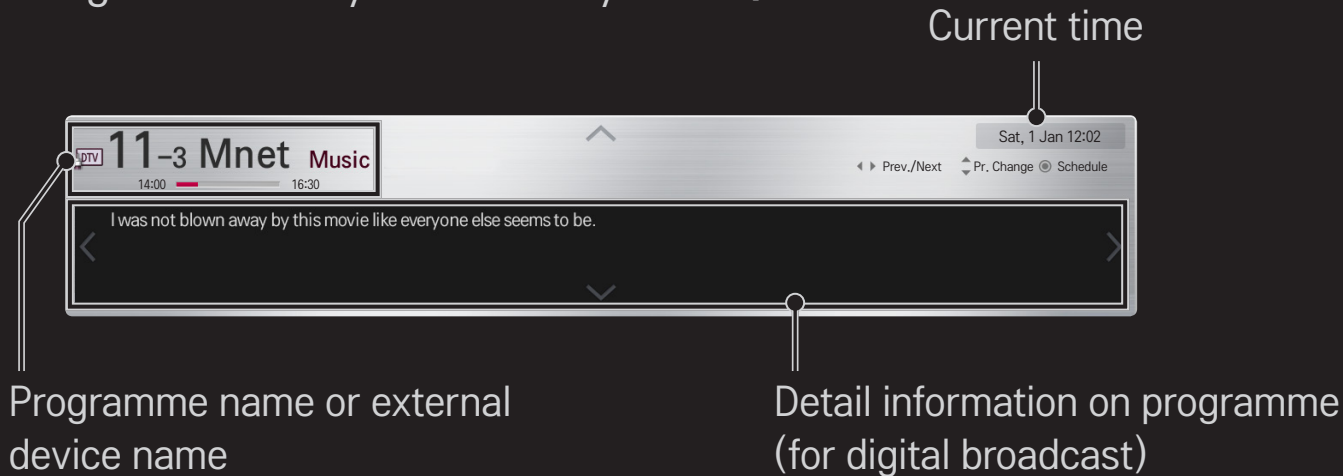 Current time
Sat, 1 Jan 12:02
DTV 11-3 Mnet Music
Prev./Next Pr. Change Schedule
14:00 16:30
I was not blown away by this movie like everyone else seems to be.
Programme name or external
device name
Detail information on programme
(for digital broadcast)